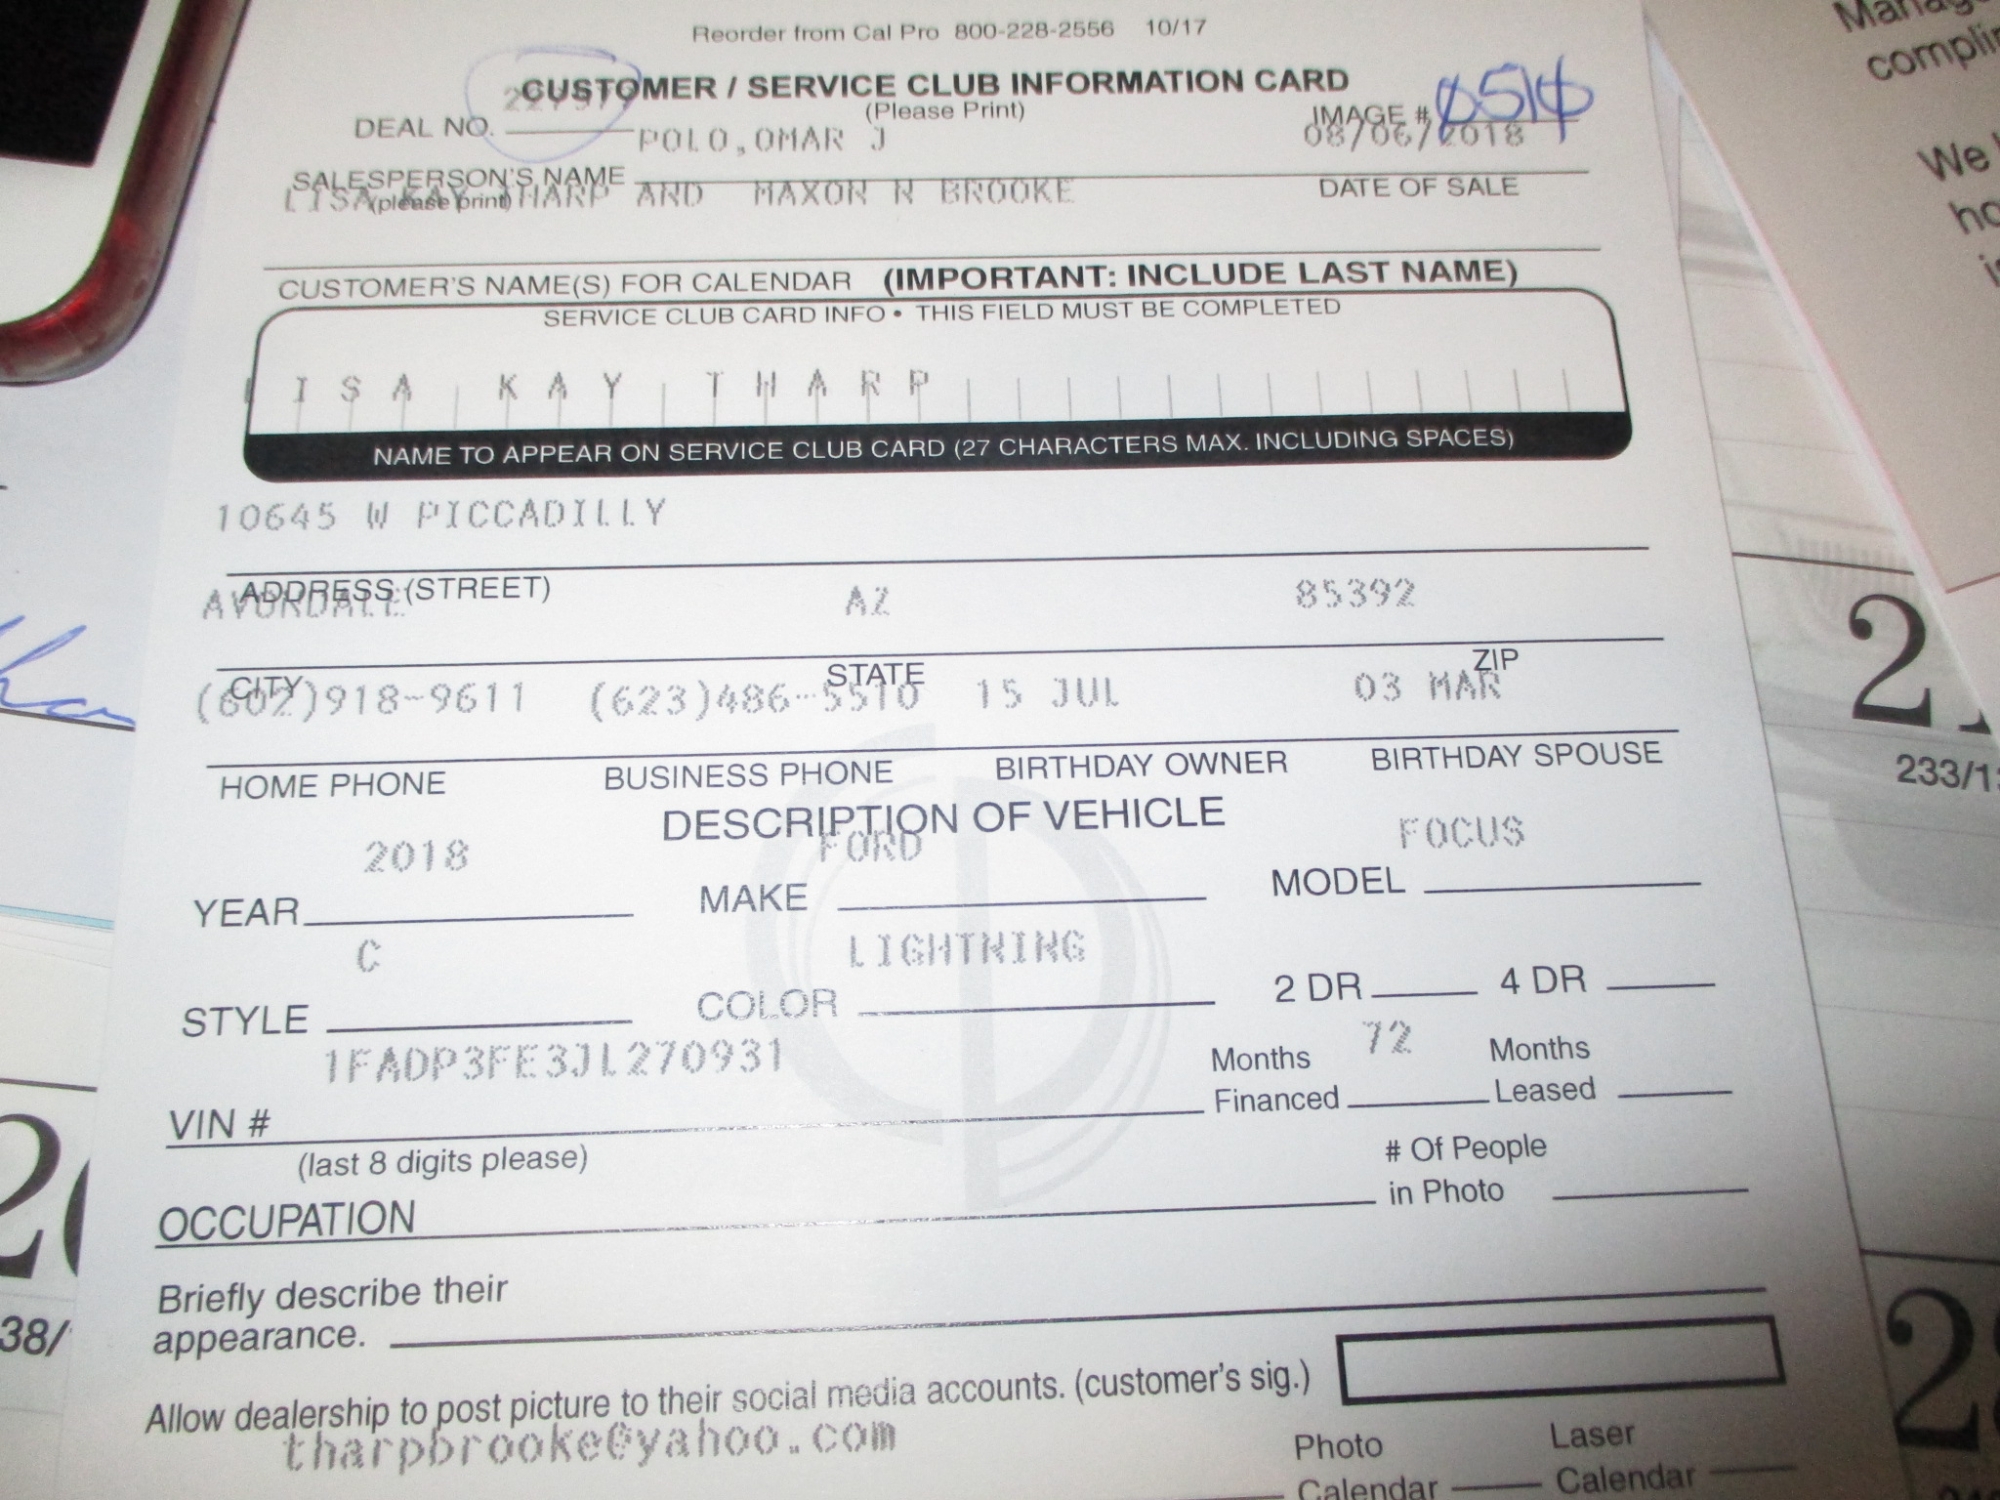 Reorder from Cal Pro 800-228-2556 10/17
CUSTOMER / SERVICE CLUB INFORMATION CARD
(Please Print)
DEAL NO.
IMAGE #
POLO,OMAR J
08/06/2018
SALESPERSON'S NAME
(please print)
DATE OF SALE
LISA KAY THARP AND MAXON N BROOKE
CUSTOMER'S NAME(S) FOR CALENDAR (IMPORTANT: INCLUDE LAST NAME)
SERVICE CLUB CARD INFO • THIS FIELD MUST BE COMPLETED
LISA KAY THARP
NAME TO APPEAR ON SERVICE CLUB CARD (27 CHARACTERS MAX. INCLUDING SPACES)
10645 W PICCADILLY
ADDRESS (STREET)
AVONDALE AZ 85392
CITY STATE ZIP
(602)918-9611 (623)486-5510 15 JUL 03 MAR
HOME PHONE BUSINESS PHONE BIRTHDAY OWNER BIRTHDAY SPOUSE
DESCRIPTION OF VEHICLE
2018 FORD FOCUS
YEAR MAKE MODEL
C LIGHTNING
STYLE COLOR 2 DR 4 DR
1FADP3FE3JL270931
Months 72 Months
VIN # Financed Leased
(last 8 digits please)
# Of People
in Photo
OCCUPATION
Briefly describe their
appearance.
Allow dealership to post picture to their social media accounts. (customer's sig.)
tharpbrooke@yahoo.com
Photo Laser
Calendar Calendar
We
233/1
38/